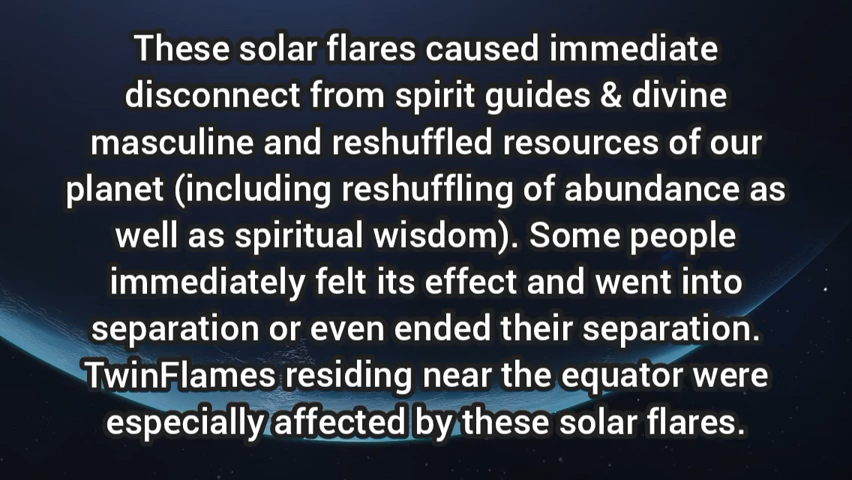 These solar flares caused immediate
disconnect from spirit guides & divine
masculine and reshuffled resources of our
planet (including reshuffling of abundance as
well as spiritual wisdom). Some people
immediately felt its effect and went into
separation or even ended their separation.
TwinFlames residing near the equator were
especially affected by these solar flares.